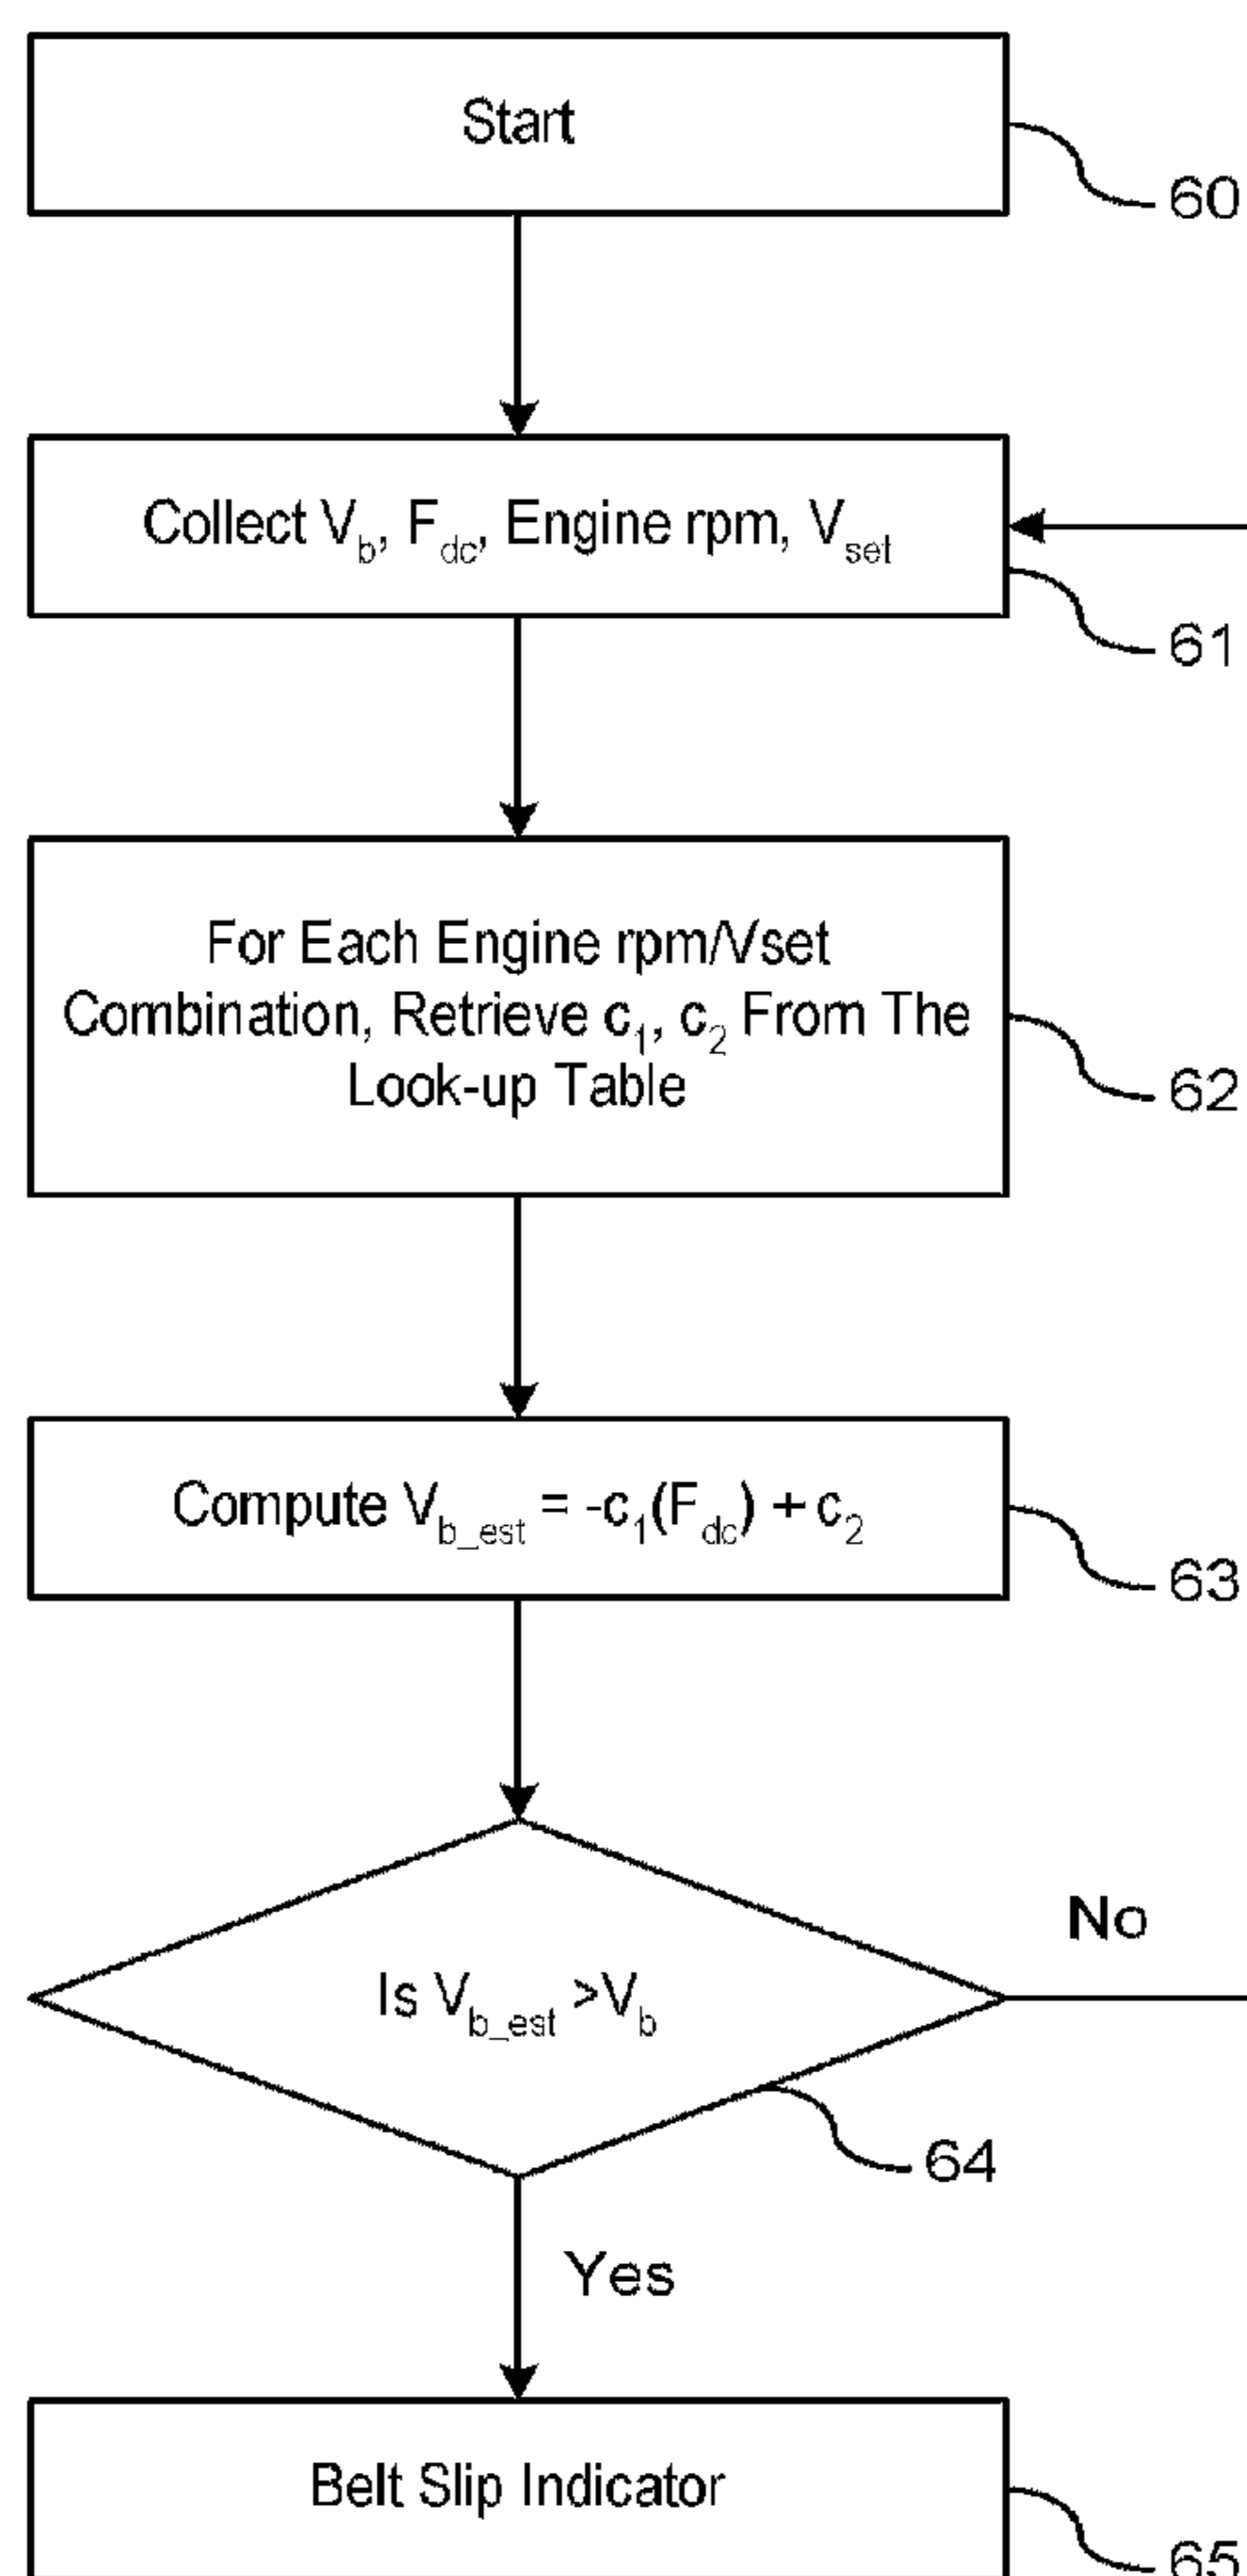 Start
60
Collect V_b, F_dc, Engine rpm, V_set
61
For Each Engine rpm/Vset
Combination, Retrieve c_1, c_2 From The
Look-up Table
62
Compute V_b_est = -c_1(F_dc) + c_2
63
Is V_b_est >V_b
No
64
Yes
Belt Slip Indicator
65